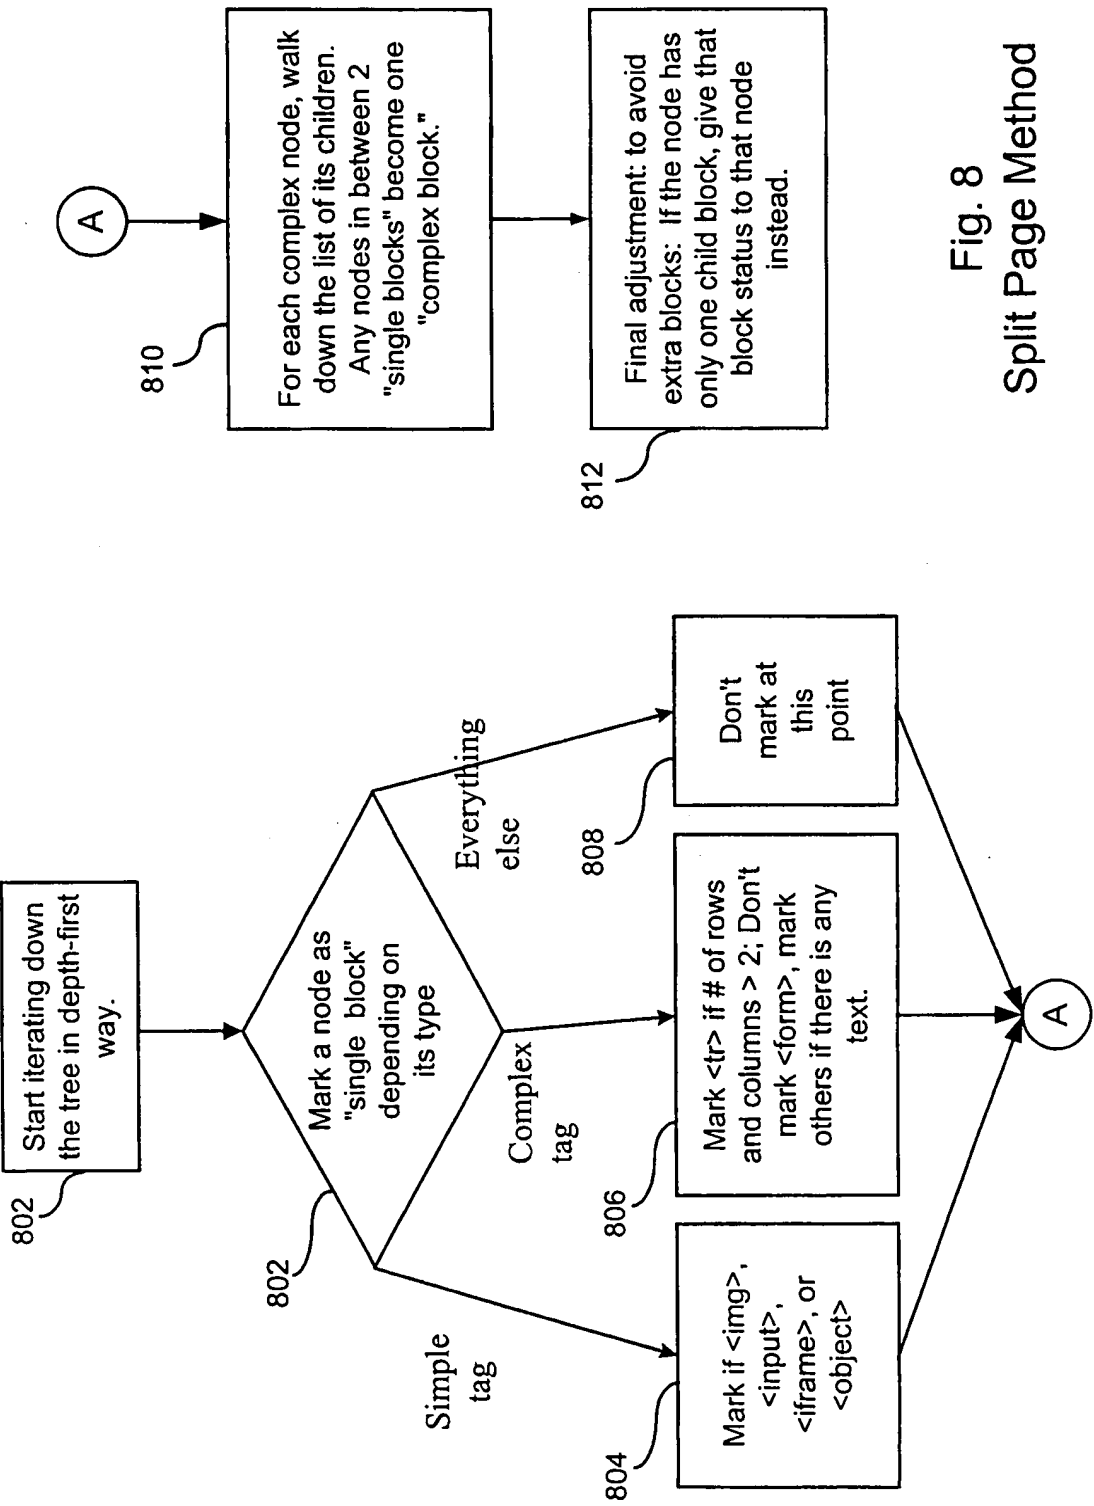 802
Start iterating down
the tree in depth-first
way.
802
Mark a node as
"single block"
depending on
its type
Simple
tag
Complex
tag
Everything
else
804
Mark if <img>,
<input>,
<iframe>, or
<object>
806
Mark <tr> if # of rows
and columns > 2; Don't
mark <form>, mark
others if there is any
text.
808
Don't
mark at
this
point
A
A
810
For each complex node, walk
down the list of its children.
Any nodes in between 2
"single blocks" become one
"complex block."
812
Final adjustment: to avoid
extra blocks: If the node has
only one child block, give that
block status to that node
instead.
Fig. 8
Split Page Method